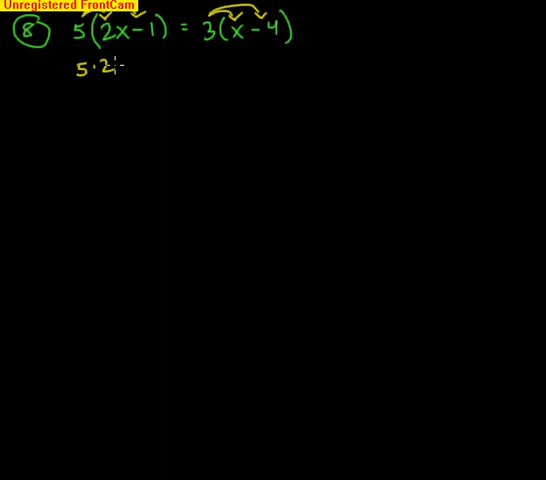 Unregistered FrontCam
8 5(2x-1) = 3(x-4)
5·2